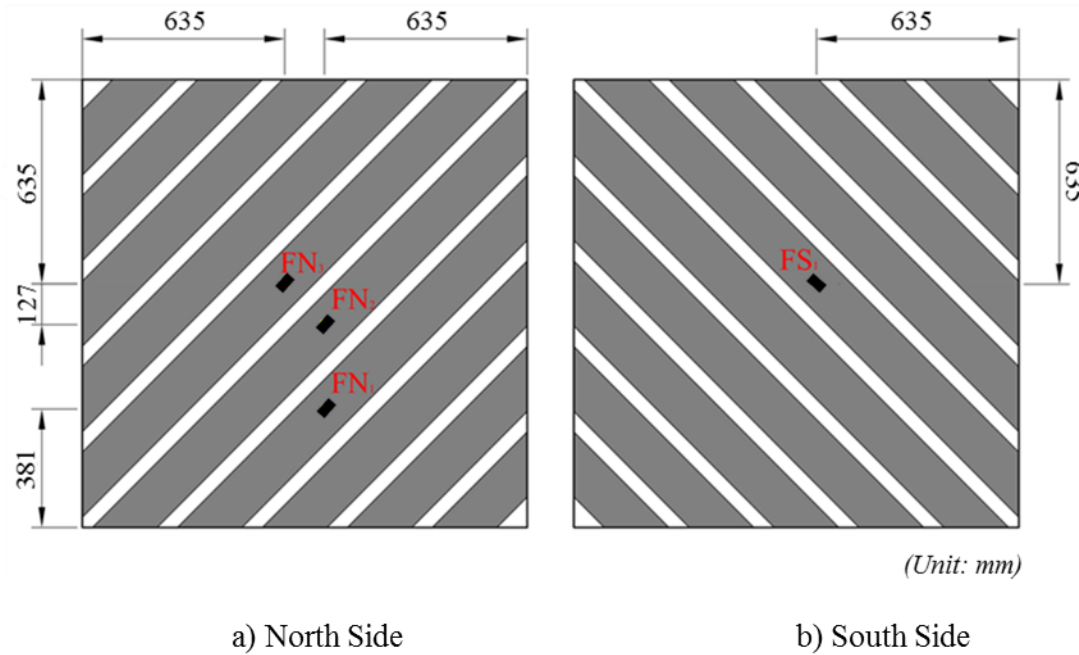 635
635
635
635
127
381
FN₃
FN₂
FN₁
FS₁
635
(Unit: mm)
a) North Side
b) South Side